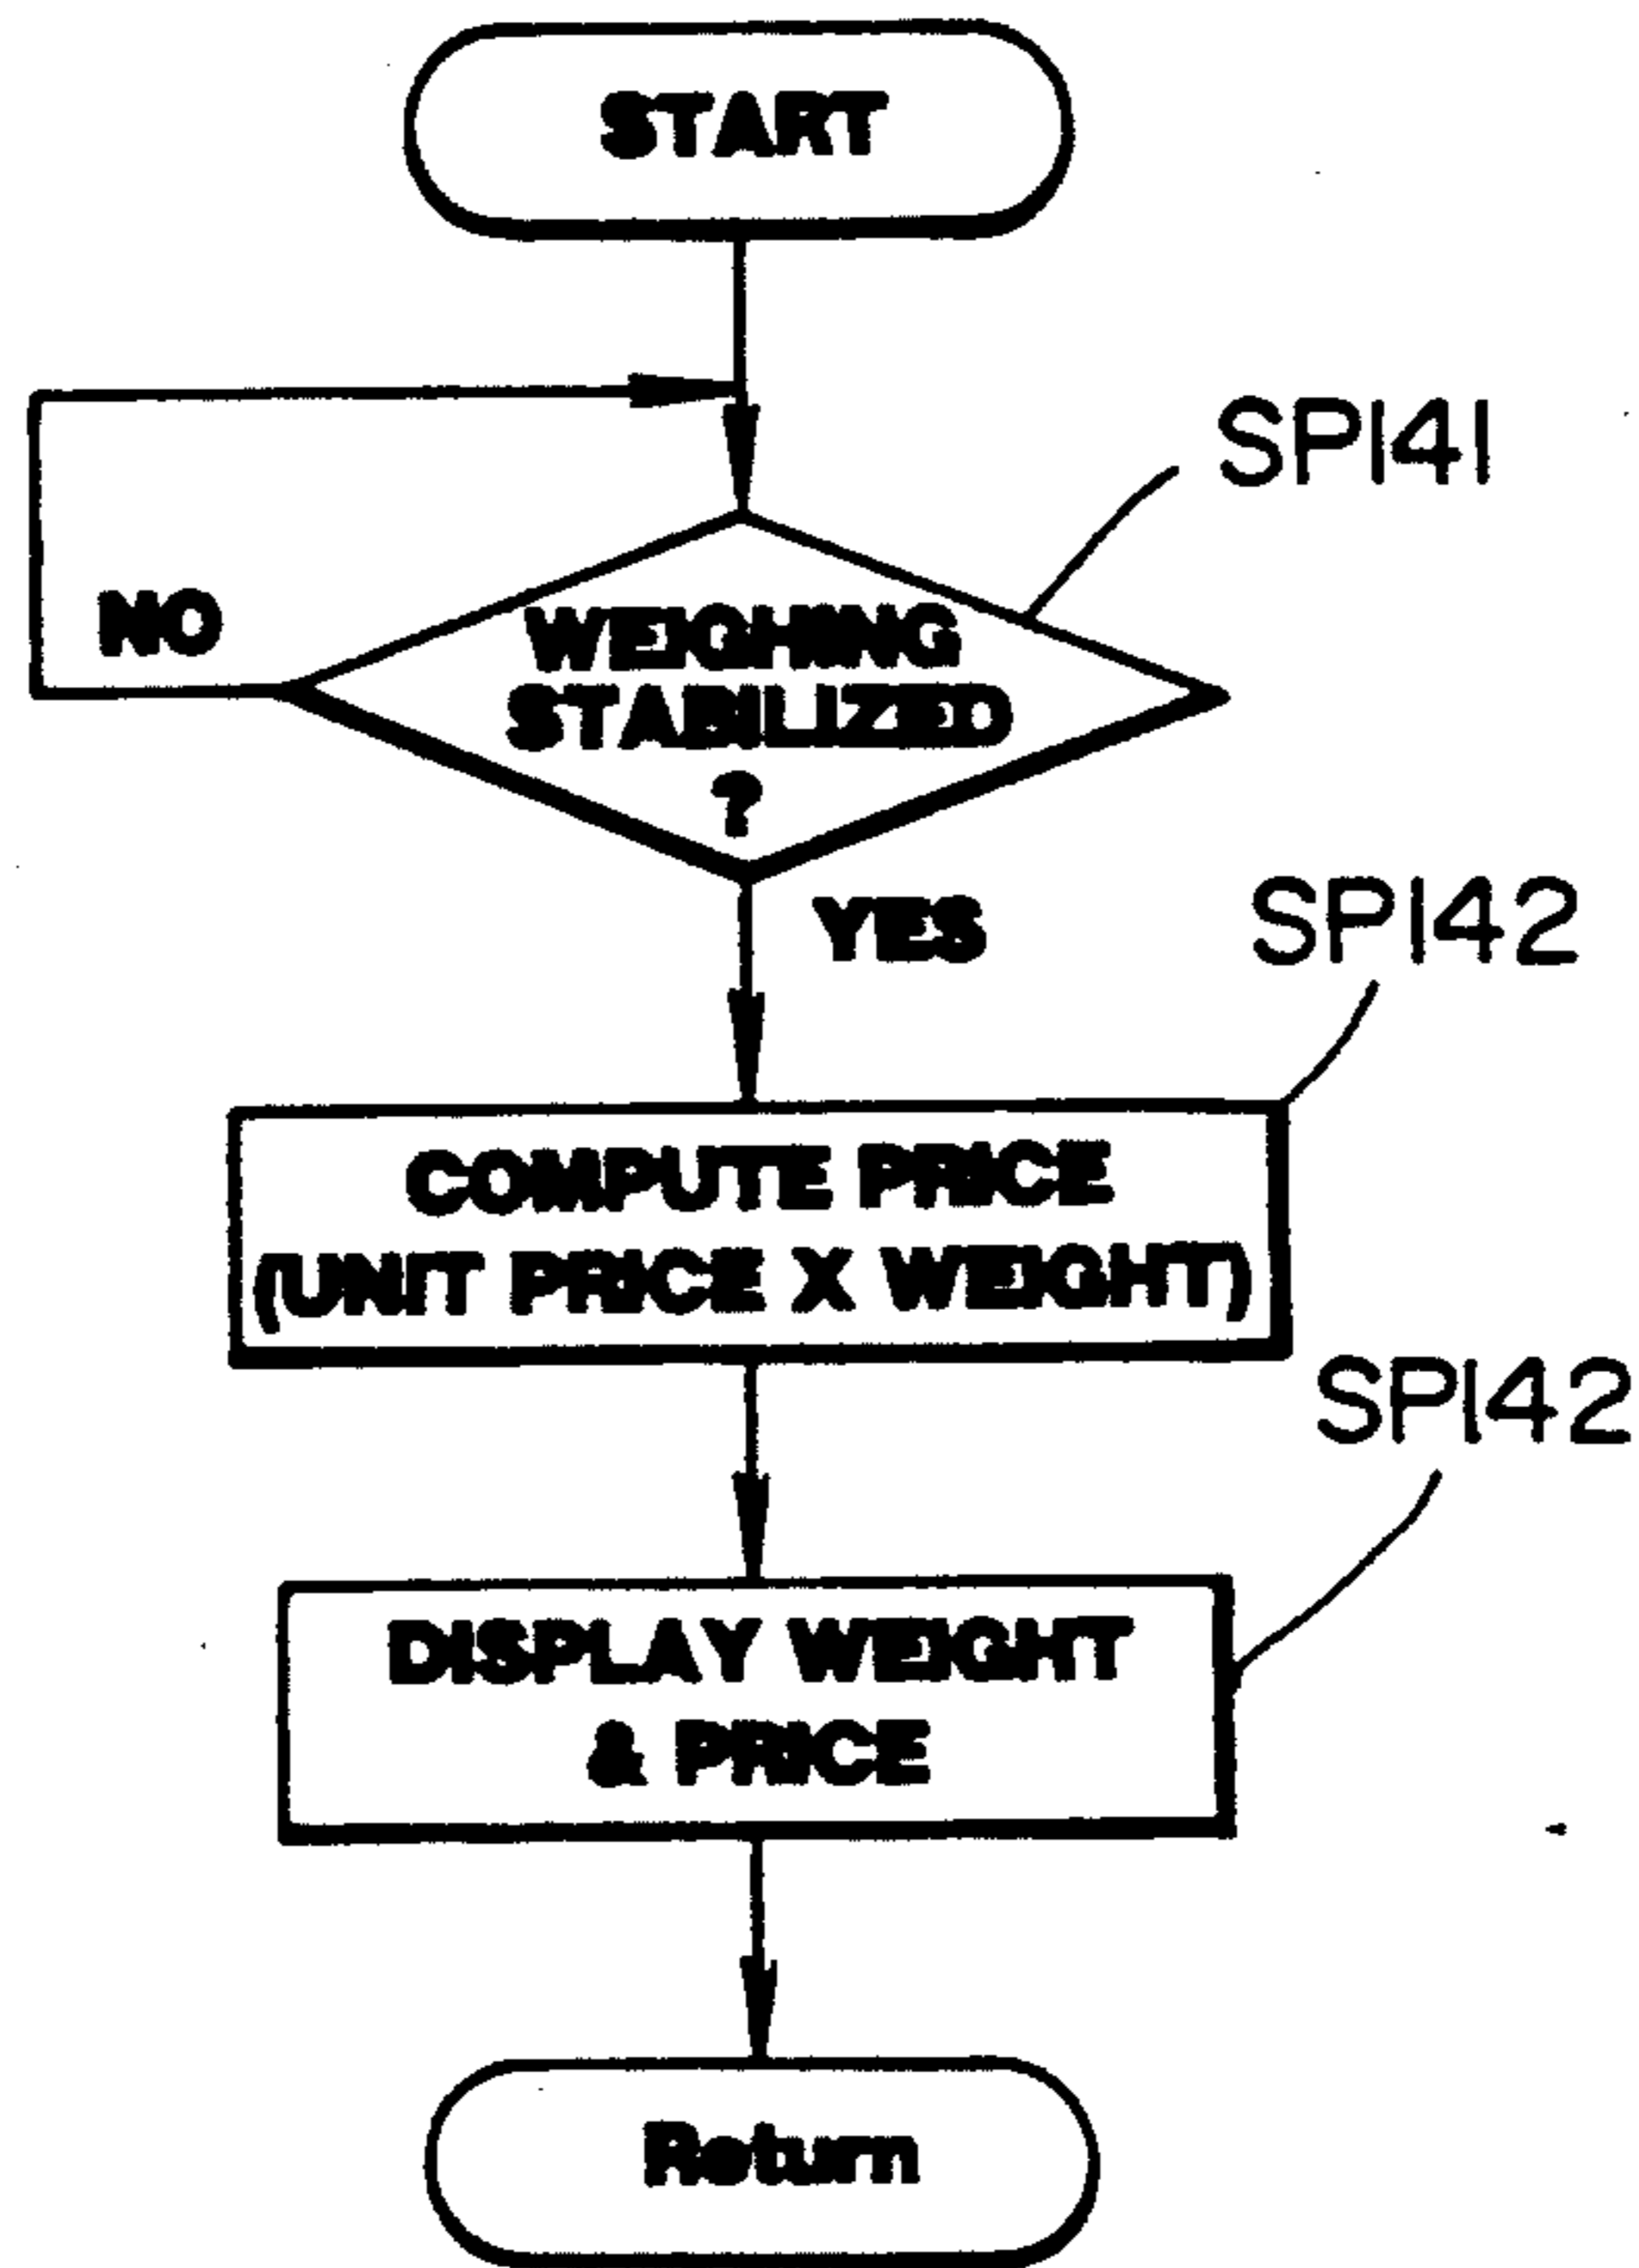 START
SP141
NO
WEIGHING
STABILIZED
?
YES
SP142
COMPUTE PRICE
(UNIT PRICE X WEIGHT)
SP142
DISPLAY WEIGHT
& PRICE
Return